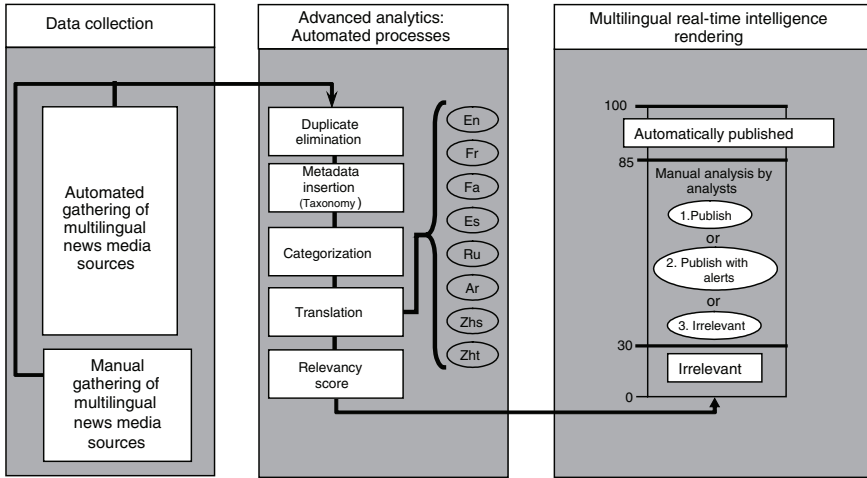 Data collection
Automated
gathering of
multilingual
news media
sources
Manual
gathering of
multilingual
news media
sources
Advanced analytics:
Automated processes
Duplicate
elimination
Metadata
insertion
(Taxonomy)
Categorization
Translation
Relevancy
score
En
Fr
Fa
Es
Ru
Ar
Zhs
Zht
Multilingual real-time intelligence
rendering
100
Automatically published
85
Manual analysis by
analysts
1.Publish
or
2. Publish with
alerts
or
3. Irrelevant
30
Irrelevant
0